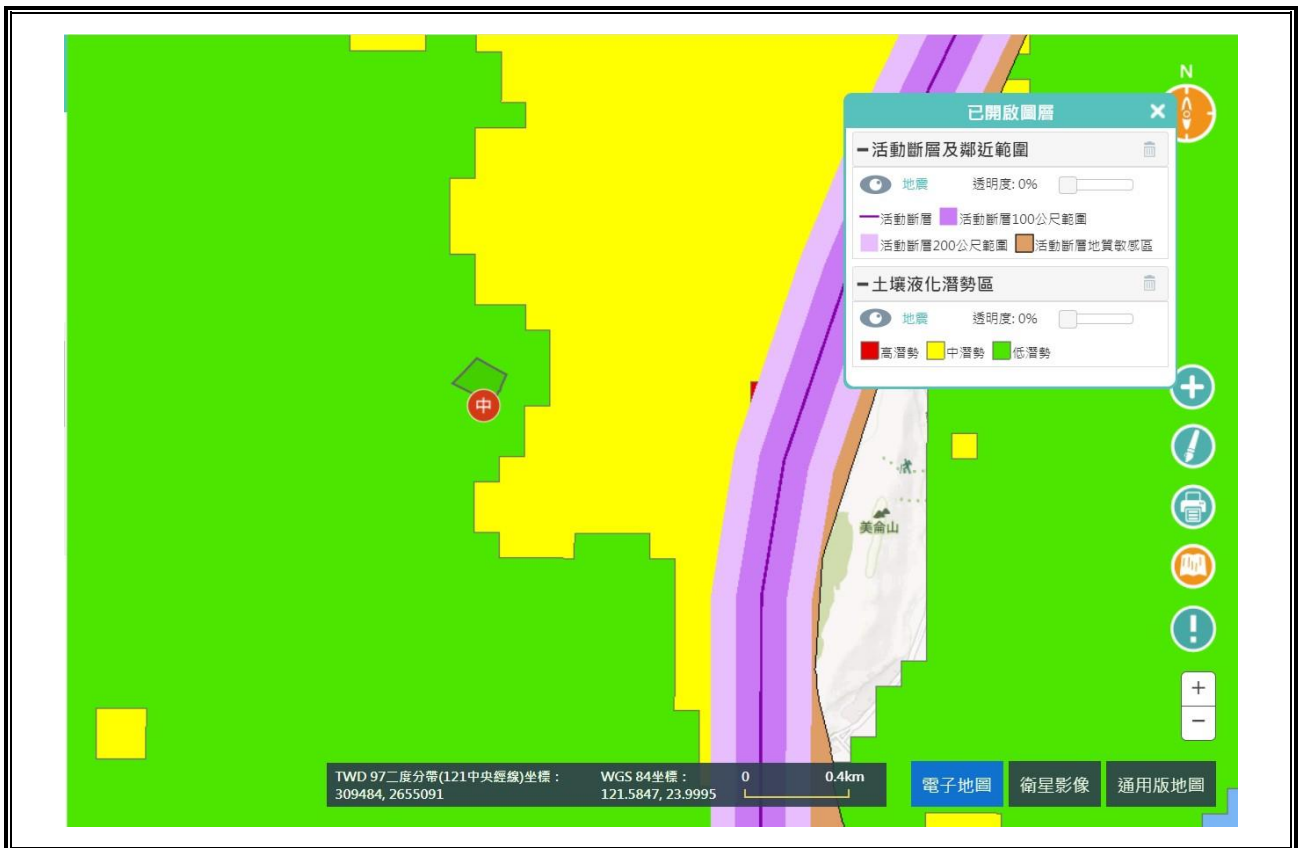 N
已開啟圖層
活動斷層及鄰近範圍
地震 透明度: 0%
活動斷層 活動斷層100公尺範圍
活動斷層200公尺範圍 活動斷層地質敏感區
土壤液化潛勢區
地震 透明度: 0%
高潛勢 中潛勢 低潛勢
中
美侖山
TWD 97二度分帶(121中央經線)坐標：
309484, 2655091
WGS 84坐標：
121.5847, 23.9995
0 0.4km
電子地圖 衛星影像 通用版地圖